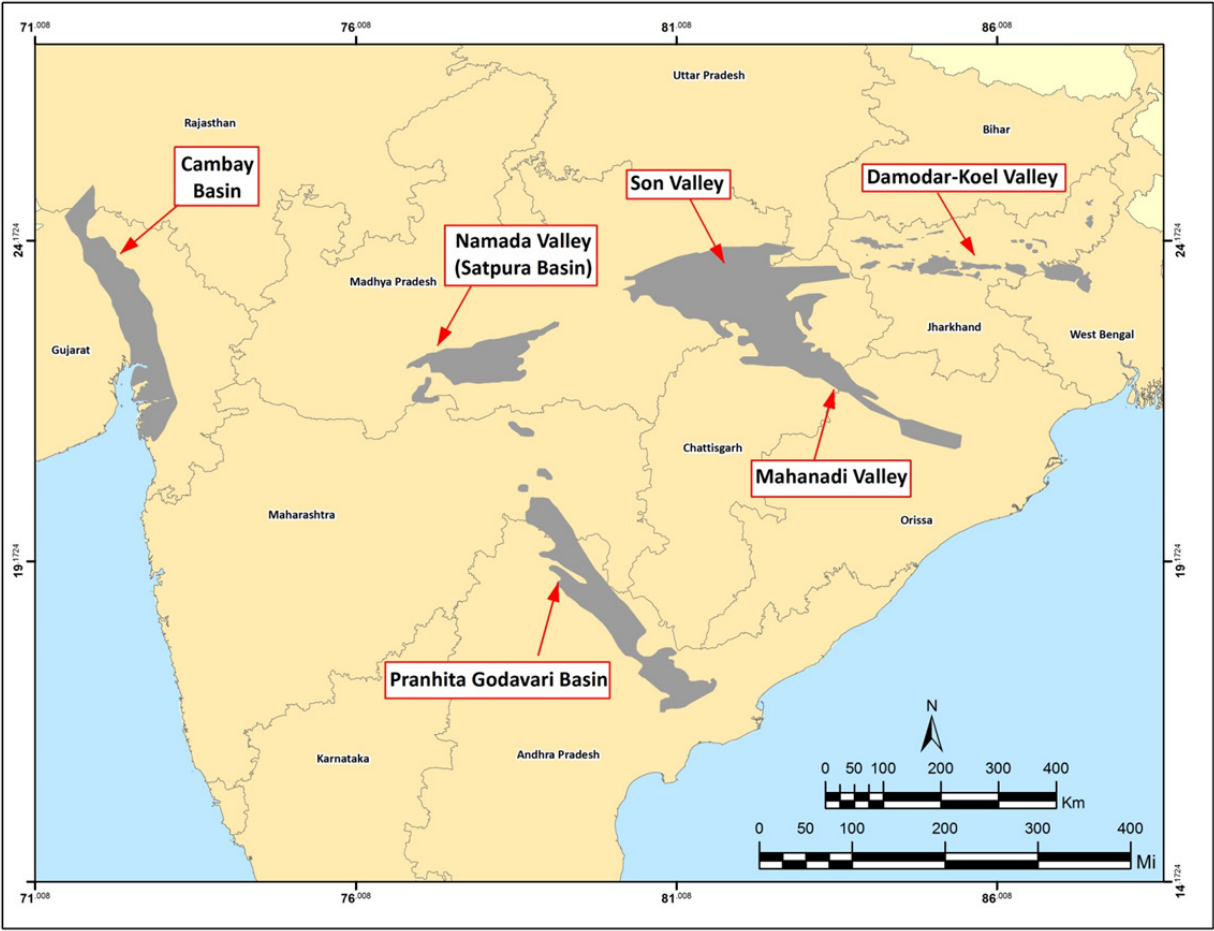 71.008 76.008 81.008 86.008
Uttar Pradesh
Rajasthan
Bihar
Cambay
Basin
Son Valley
Damodar-Koel Valley
24.1724
24.1724
Namada Valley
(Satpura Basin)
Madhya Pradesh
Jharkhand
West Bengal
Gujarat
Chattisgarh
Mahanadi Valley
Maharashtra
Orissa
19.1724
19.1724
Pranhita Godavari Basin
N
Karnataka
Andhra Pradesh
0 50 100 200 300 400
Km
0 50 100 200 300 400
Mi
14.1724
71.008 76.008 81.008 86.008